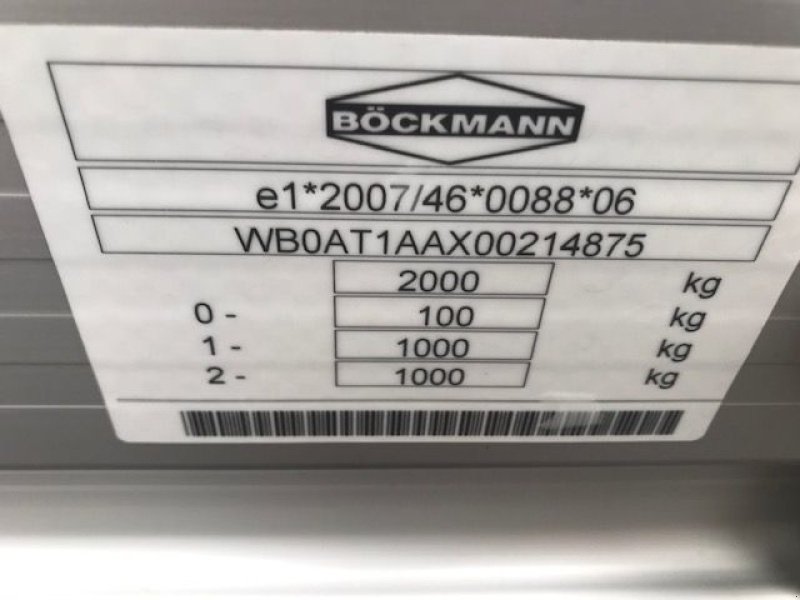 BÖCKMANN
e1*2007/46*0088*06
WB0AT1AAX00214875
2000 kg
0 - 100 kg
1 - 1000 kg
2 - 1000 kg